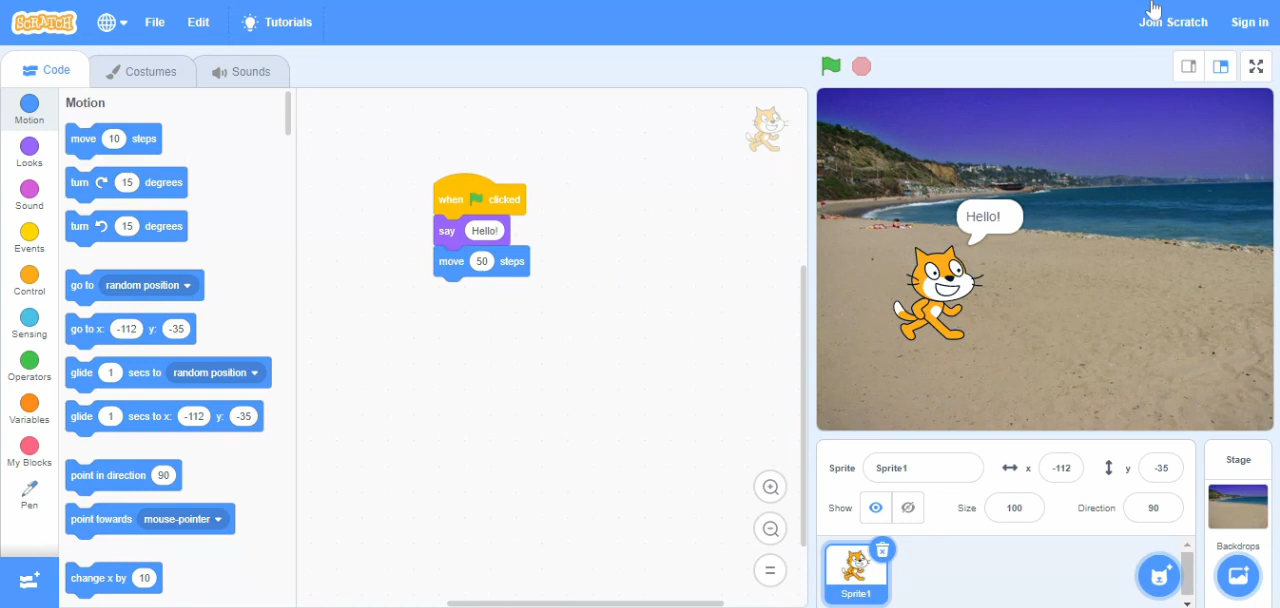 SCRATCH File Edit Tutorials Join Scratch Sign in
Code Costumes Sounds
Motion
Looks
Sound
Events
Control
Sensing
Operators
Variables
My Blocks
Pen
Motion
move 10 steps
turn 15 degrees
turn 15 degrees
go to random position
go to x: -112 y: -35
glide 1 secs to random position
glide 1 secs to x: -112 y: -35
point in direction 90
point towards mouse-pointer
change x by 10
when clicked
say Hello!
move 50 steps
Hello!
Sprite Sprite1 x -112 y -35
Show Size 100 Direction 90
Sprite1
Stage
Backdrops